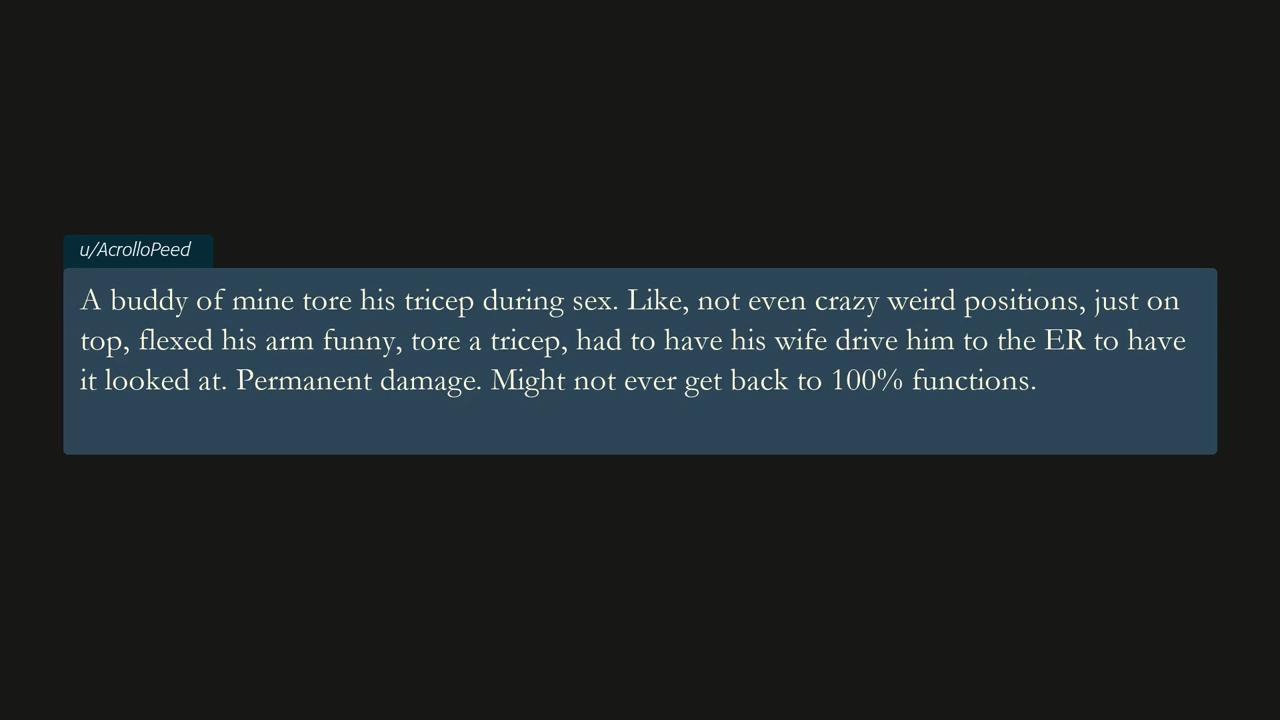 u/AcrolloPeed
A buddy of mine tore his tricep during sex. Like, not even crazy weird positions, just on
top, flexed his arm funny, tore a tricep, had to have his wife drive him to the ER to have
it looked at. Permanent damage. Might not ever get back to 100% functions.